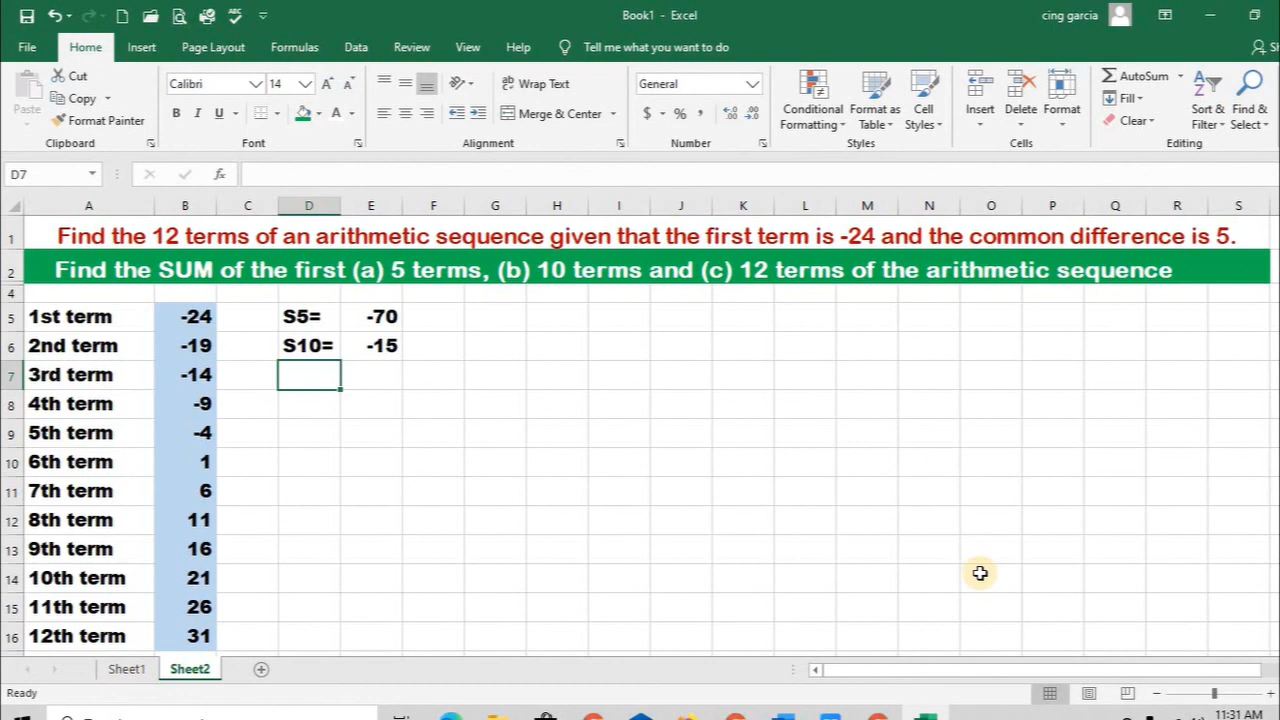 Book1 - Excel
cing garcia
File Home Insert Page Layout Formulas Data Review View Help Tell me what you want to do
Cut
Copy
Paste
Format Painter
Clipboard
Calibri 14
B I U
Font
Wrap Text
Merge & Center
Alignment
General
$ % ,
Number
Conditional Formatting
Format as Table
Cell Styles
Styles
Insert
Delete
Format
Cells
AutoSum
Fill
Clear
Sort & Filter
Find & Select
Editing
D7
fx
A B C D E F G H I J K L M N O P Q R S
1 Find the 12 terms of an arithmetic sequence given that the first term is -24 and the common difference is 5.
2 Find the SUM of the first (a) 5 terms, (b) 10 terms and (c) 12 terms of the arithmetic sequence
4
5 1st term -24 S5= -70
6 2nd term -19 S10= -15
7 3rd term -14
8 4th term -9
9 5th term -4
10 6th term 1
11 7th term 6
12 8th term 11
13 9th term 16
14 10th term 21
15 11th term 26
16 12th term 31
Sheet1 Sheet2
Ready
11:31 AM